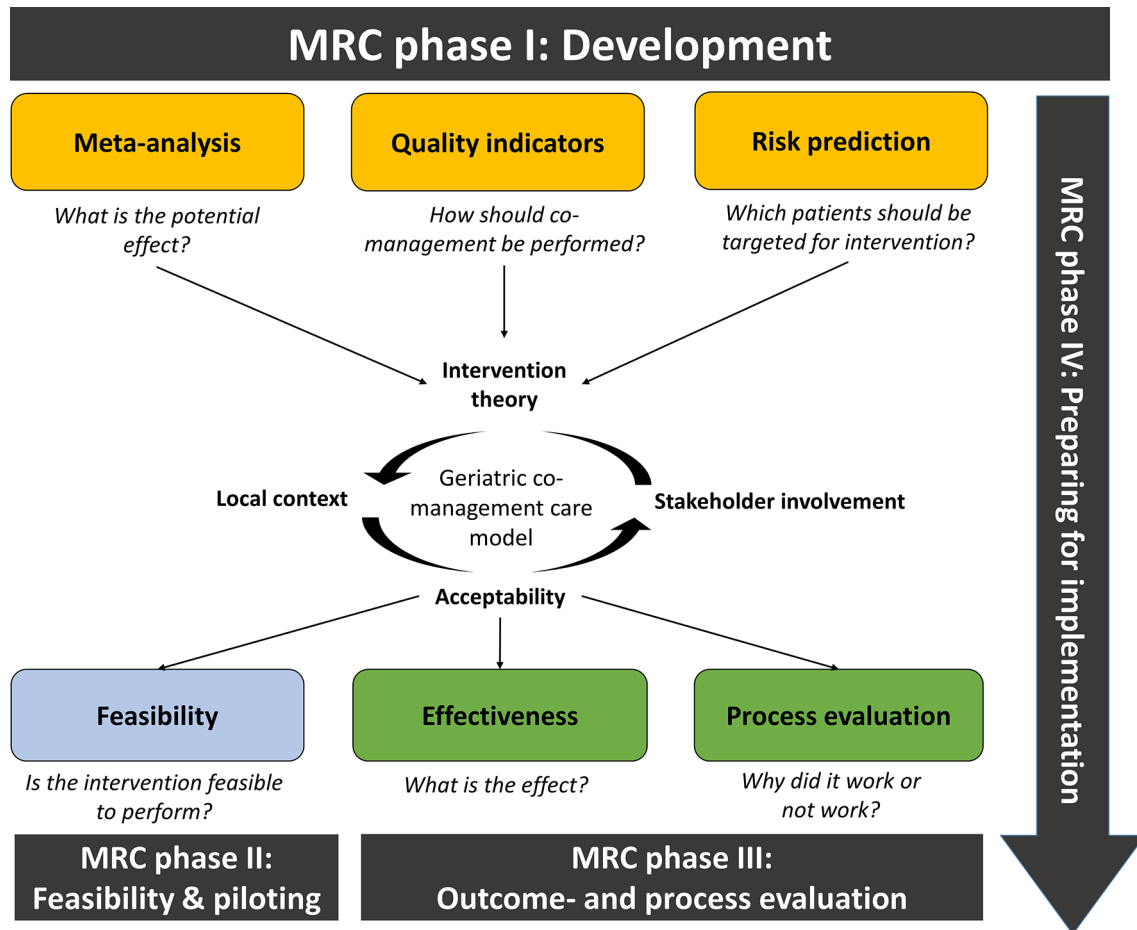 MRC phase I: Development
Meta-analysis
Quality indicators
Risk prediction
What is the potential
effect?
How should co-
management be performed?
Which patients should be
targeted for intervention?
Intervention
theory
Local context
Geriatric co-
management care
model
Stakeholder involvement
Acceptability
Feasibility
Effectiveness
Process evaluation
Is the intervention feasible
to perform?
What is the effect?
Why did it work or
not work?
MRC phase II:
Feasibility & piloting
MRC phase III:
Outcome- and process evaluation
MRC phase IV: Preparing for implementation